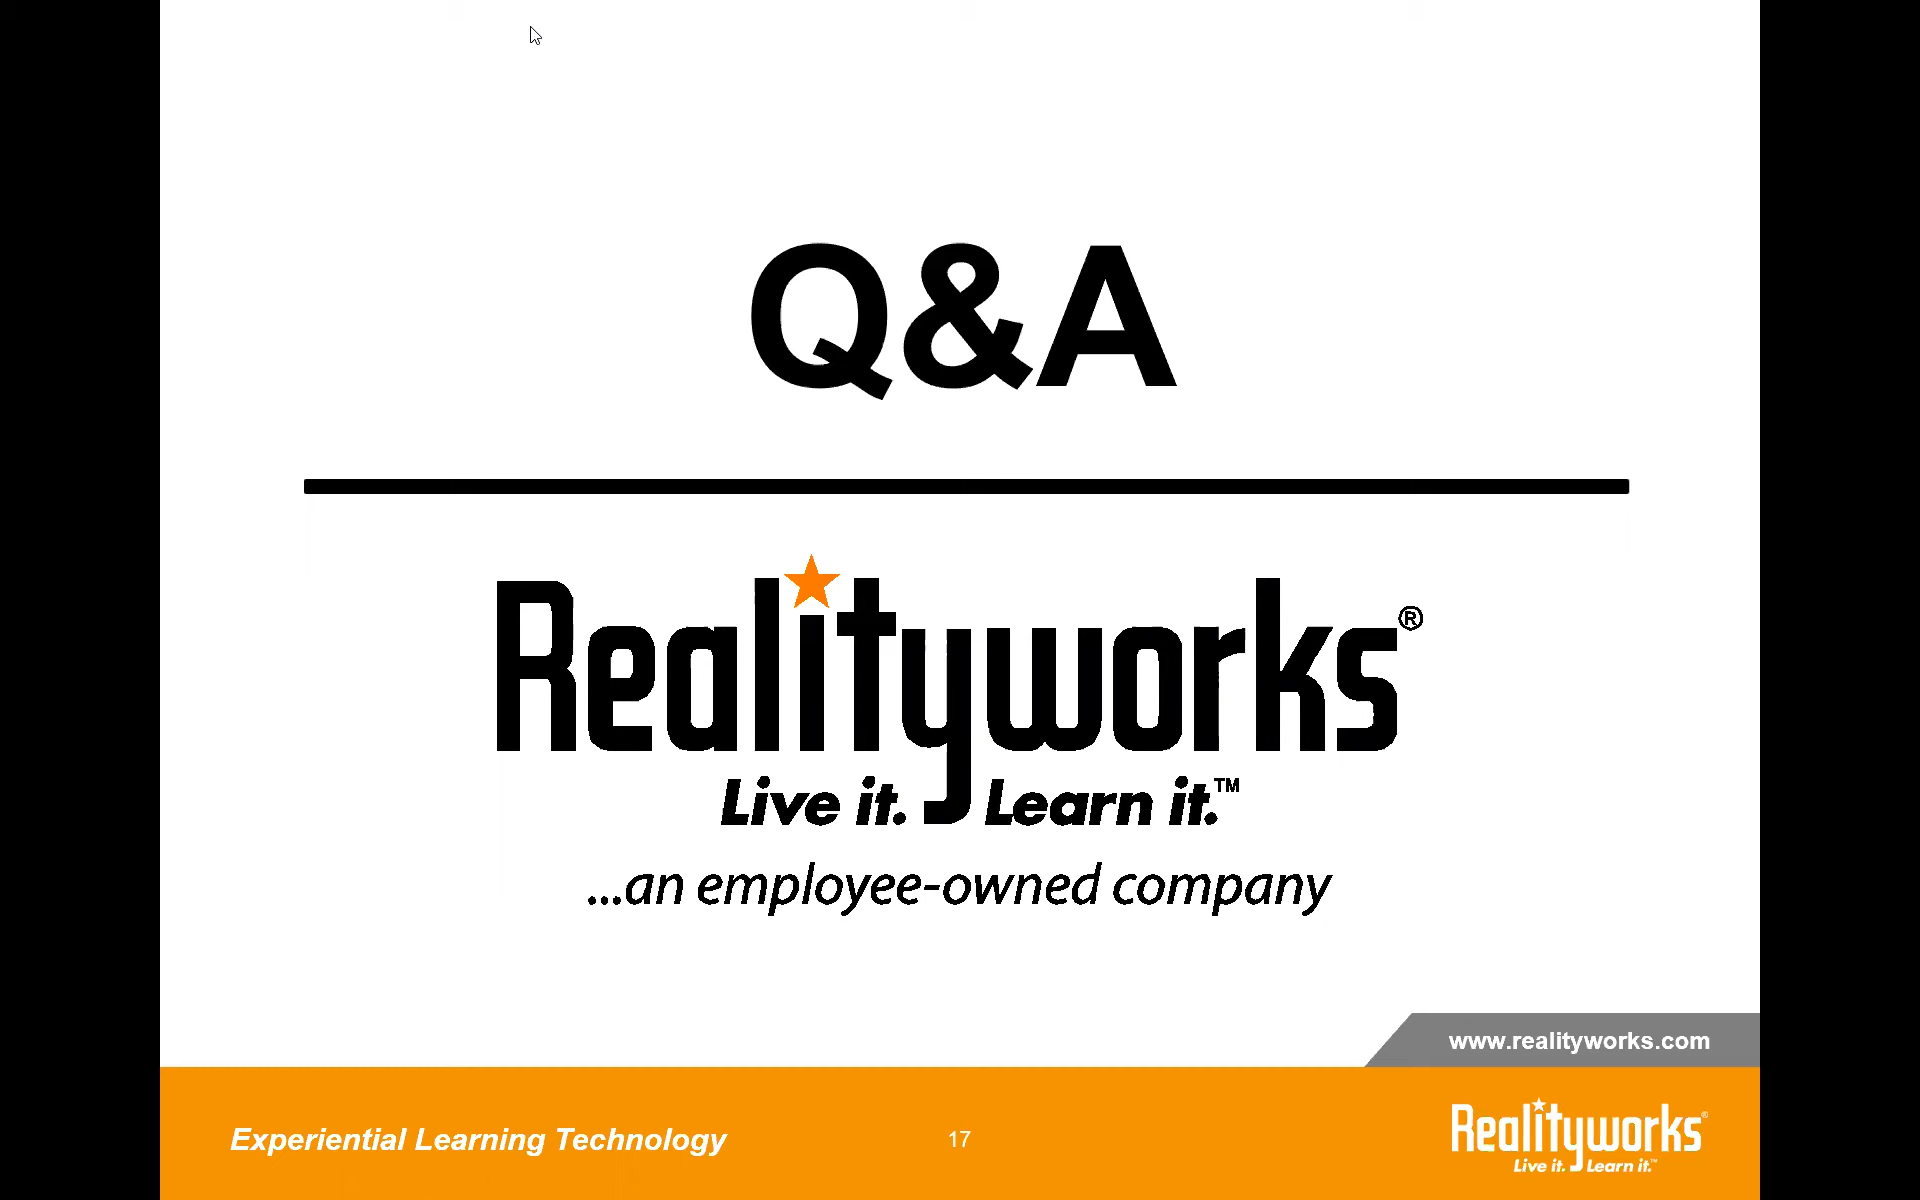 Q&A
Realityworks®
Live it. Learn it.™
...an employee-owned company
www.realityworks.com
Experiential Learning Technology
17
Realityworks®
Live it. Learn it.™